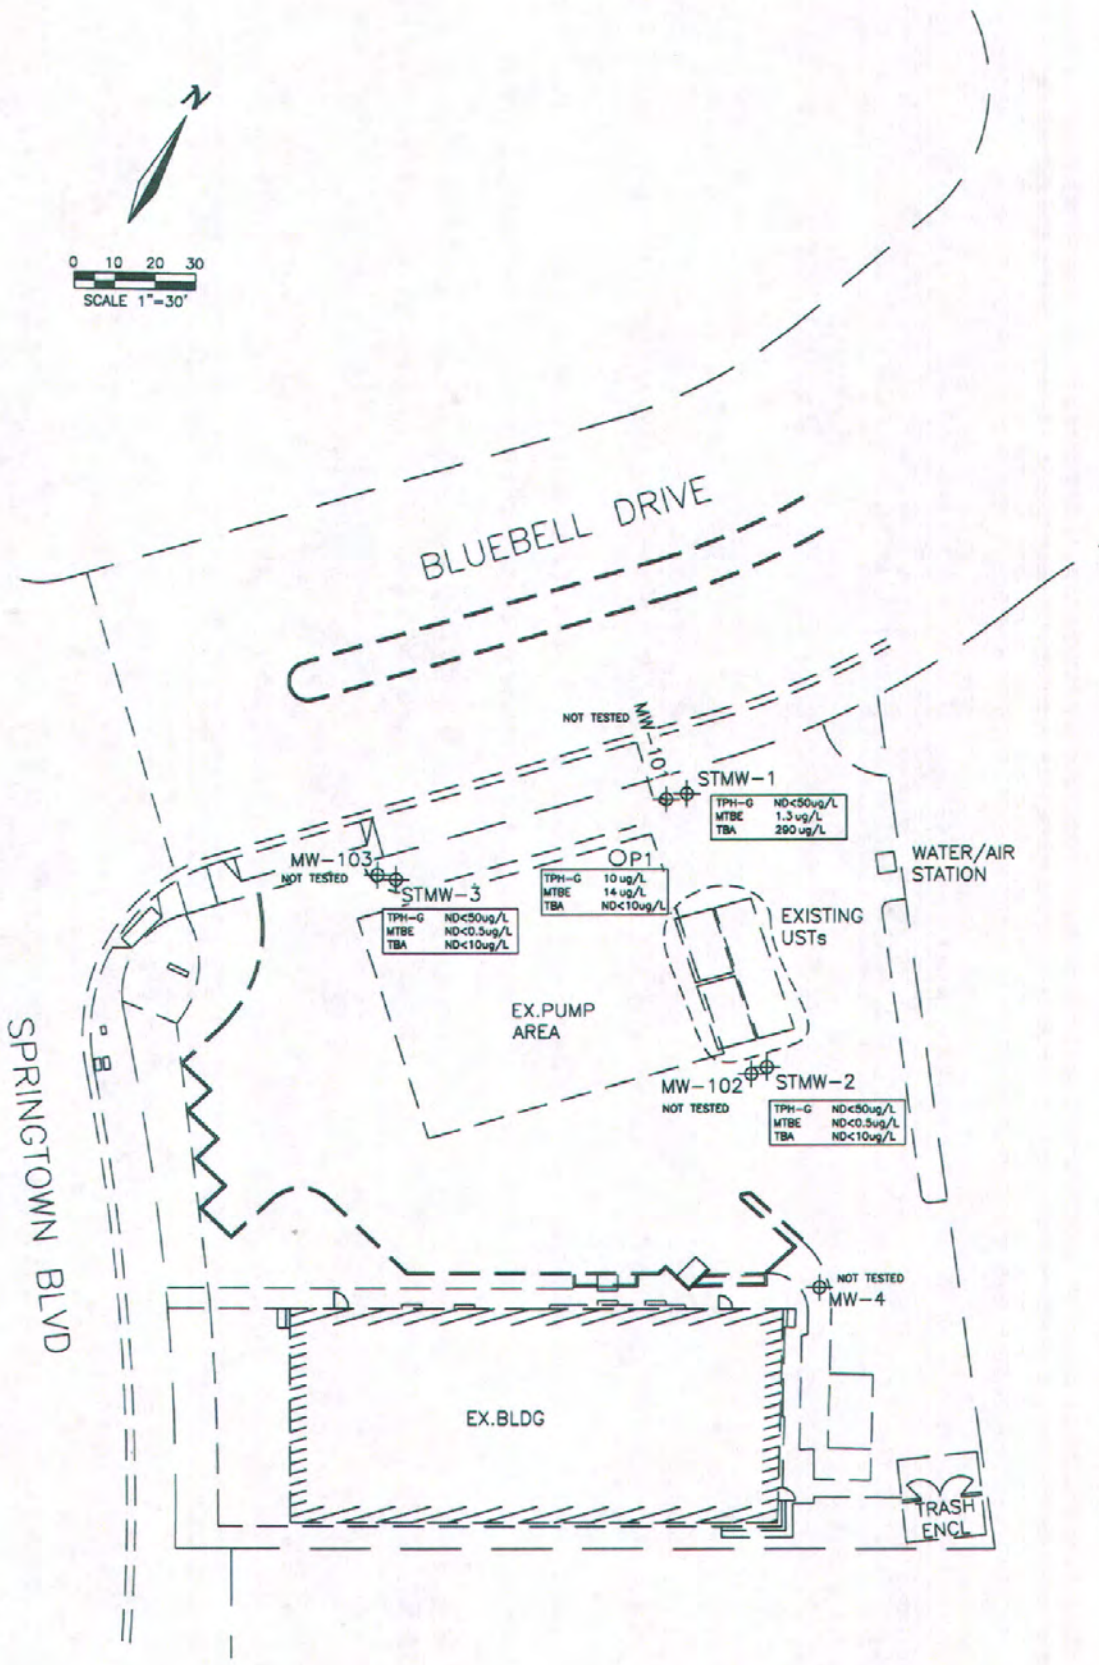 N
0 10 20 30
SCALE 1"=30'
BLUEBELL DRIVE
NOT TESTED
MW-101
STMW-1
TPH-G ND<50ug/L
MTBE 1.3 ug/L
TBA 290 ug/L
WATER/AIR
STATION
MW-103
NOT TESTED
STMW-3
TPH-G ND<50ug/L
MTBE ND<0.5ug/L
TBA ND<10ug/L
P1
TPH-G 10 ug/L
MTBE 14 ug/L
TBA ND<10ug/L
EXISTING
USTs
EX.PUMP
AREA
MW-102
NOT TESTED
STMW-2
TPH-G ND<50ug/L
MTBE ND<0.5ug/L
TBA ND<10ug/L
SPRINGTOWN BLVD
NOT TESTED
MW-4
EX.BLDG
TRASH
ENCL